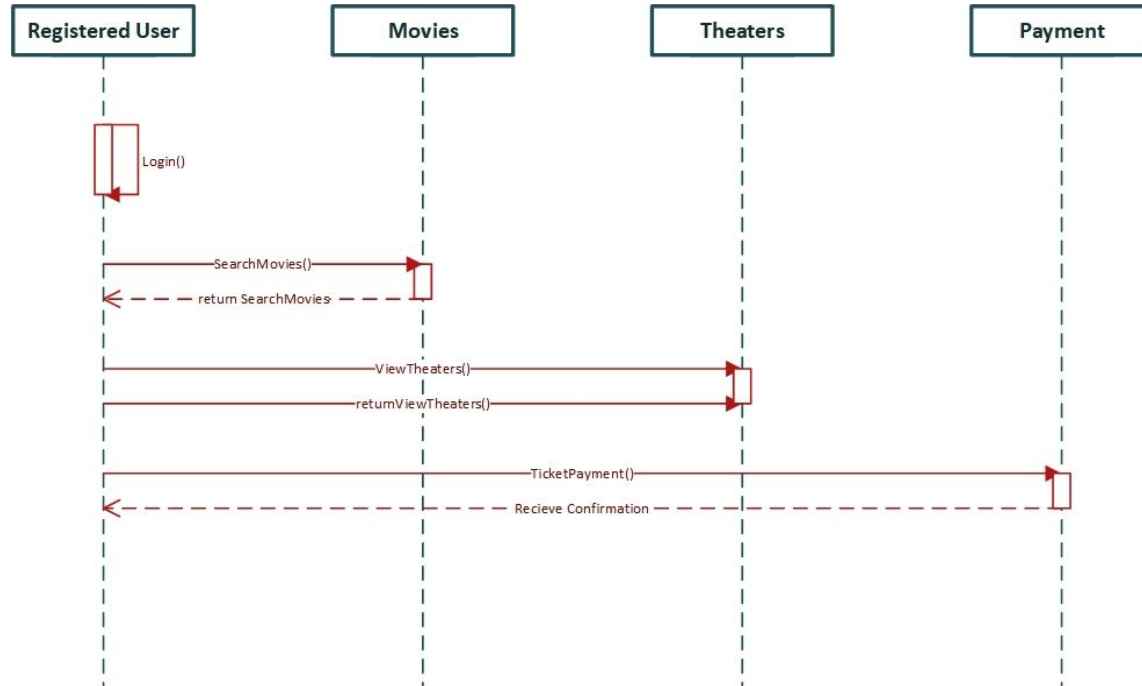 Registered User
Movies
Theaters
Payment
Login()
SearchMovies()
return SearchMovies
ViewTheaters()
returnViewTheaters()
TicketPayment()
Recieve Confirmation